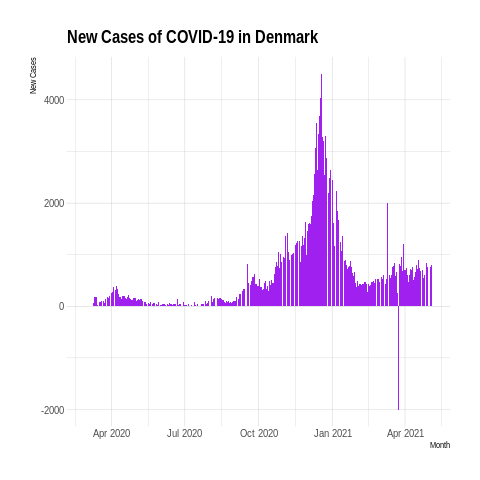 New Cases of COVID-19 in Denmark
New Cases
4000
2000
0
-2000
Apr 2020 Jul 2020 Oct 2020 Jan 2021 Apr 2021
Month